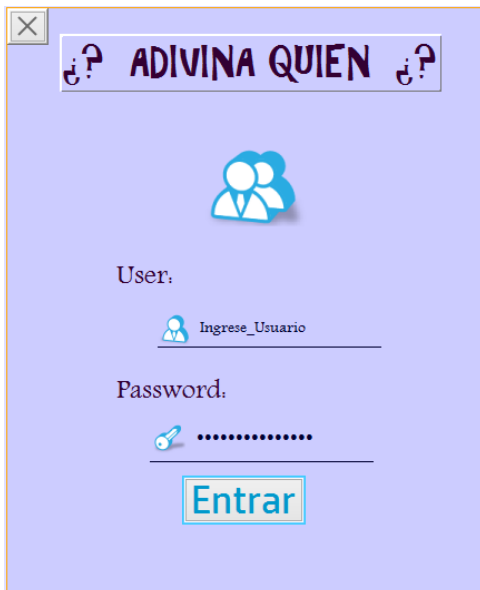 ¿? ADIVINA QUIEN ¿?
User:
Ingrese_Usuario
Password:
•••••••••••••••
Entrar